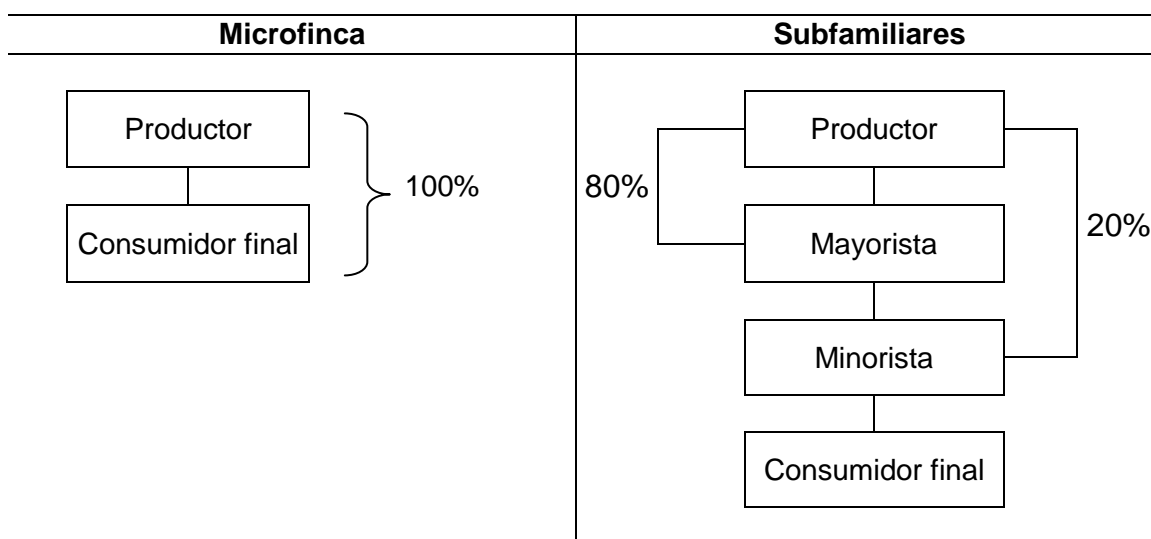 Microfinca
Productor
Consumidor final
100%
Subfamiliares
Productor
80%
Mayorista
20%
Minorista
Consumidor final